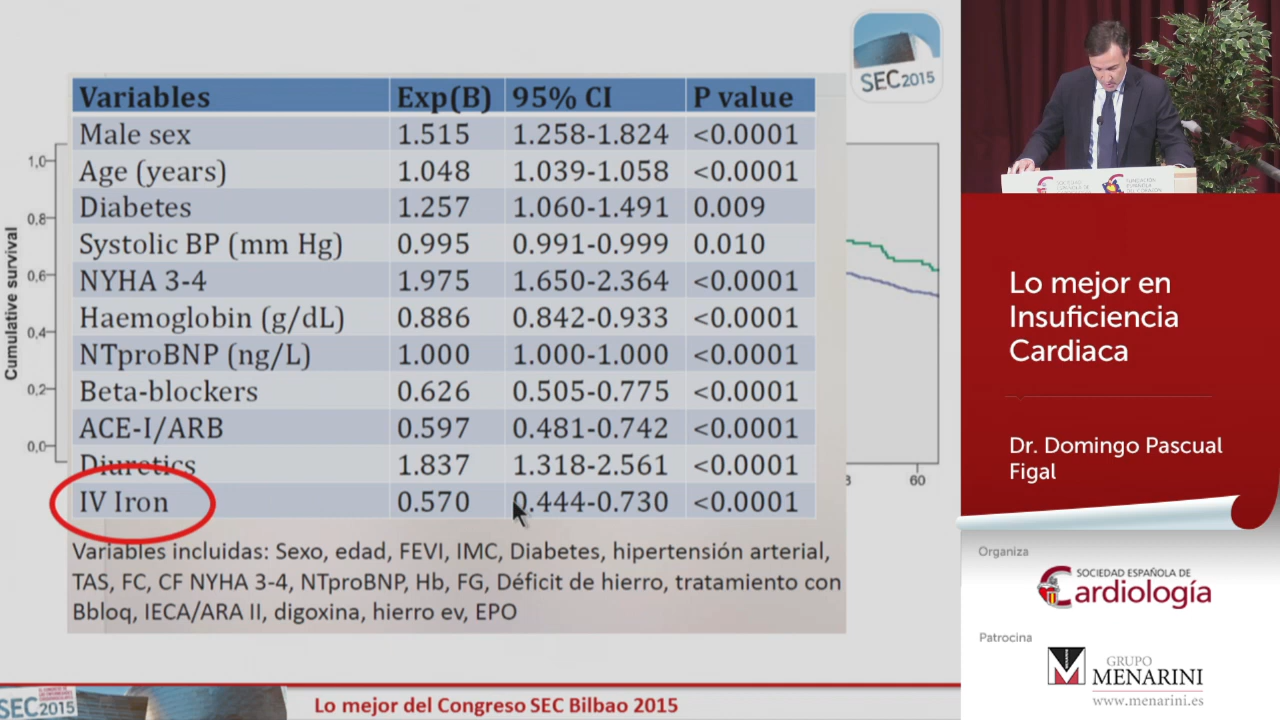 SEC2015
Variables Exp(B) 95% CI P value
Male sex 1.515 1.258-1.824 <0.0001
Age (years) 1.048 1.039-1.058 <0.0001
Diabetes 1.257 1.060-1.491 0.009
Systolic BP (mm Hg) 0.995 0.991-0.999 0.010
NYHA 3-4 1.975 1.650-2.364 <0.0001
Haemoglobin (g/dL) 0.886 0.842-0.933 <0.0001
NTproBNP (ng/L) 1.000 1.000-1.000 <0.0001
Beta-blockers 0.626 0.505-0.775 <0.0001
ACE-I/ARB 0.597 0.481-0.742 <0.0001
Diuretics 1.837 1.318-2.561 <0.0001
IV Iron 0.570 0.444-0.730 <0.0001
Variables incluidas: Sexo, edad, FEVI, IMC, Diabetes, hipertensión arterial,
TAS, FC, CF NYHA 3-4, NTproBNP, Hb, FG, Déficit de hierro, tratamiento con
Bbloq, IECA/ARA II, digoxina, hierro ev, EPO
Cumulative survival
1,0
0,8
0,6
0,4
0,2
0,0
60
SEC2015
Lo mejor del Congreso SEC Bilbao 2015
Lo mejor en
Insuficiencia
Cardiaca
Dr. Domingo Pascual
Figal
Organiza
SOCIEDAD ESPAÑOLA DE
Cardiología
Patrocina
GRUPO
MENARINI
www.menarini.es